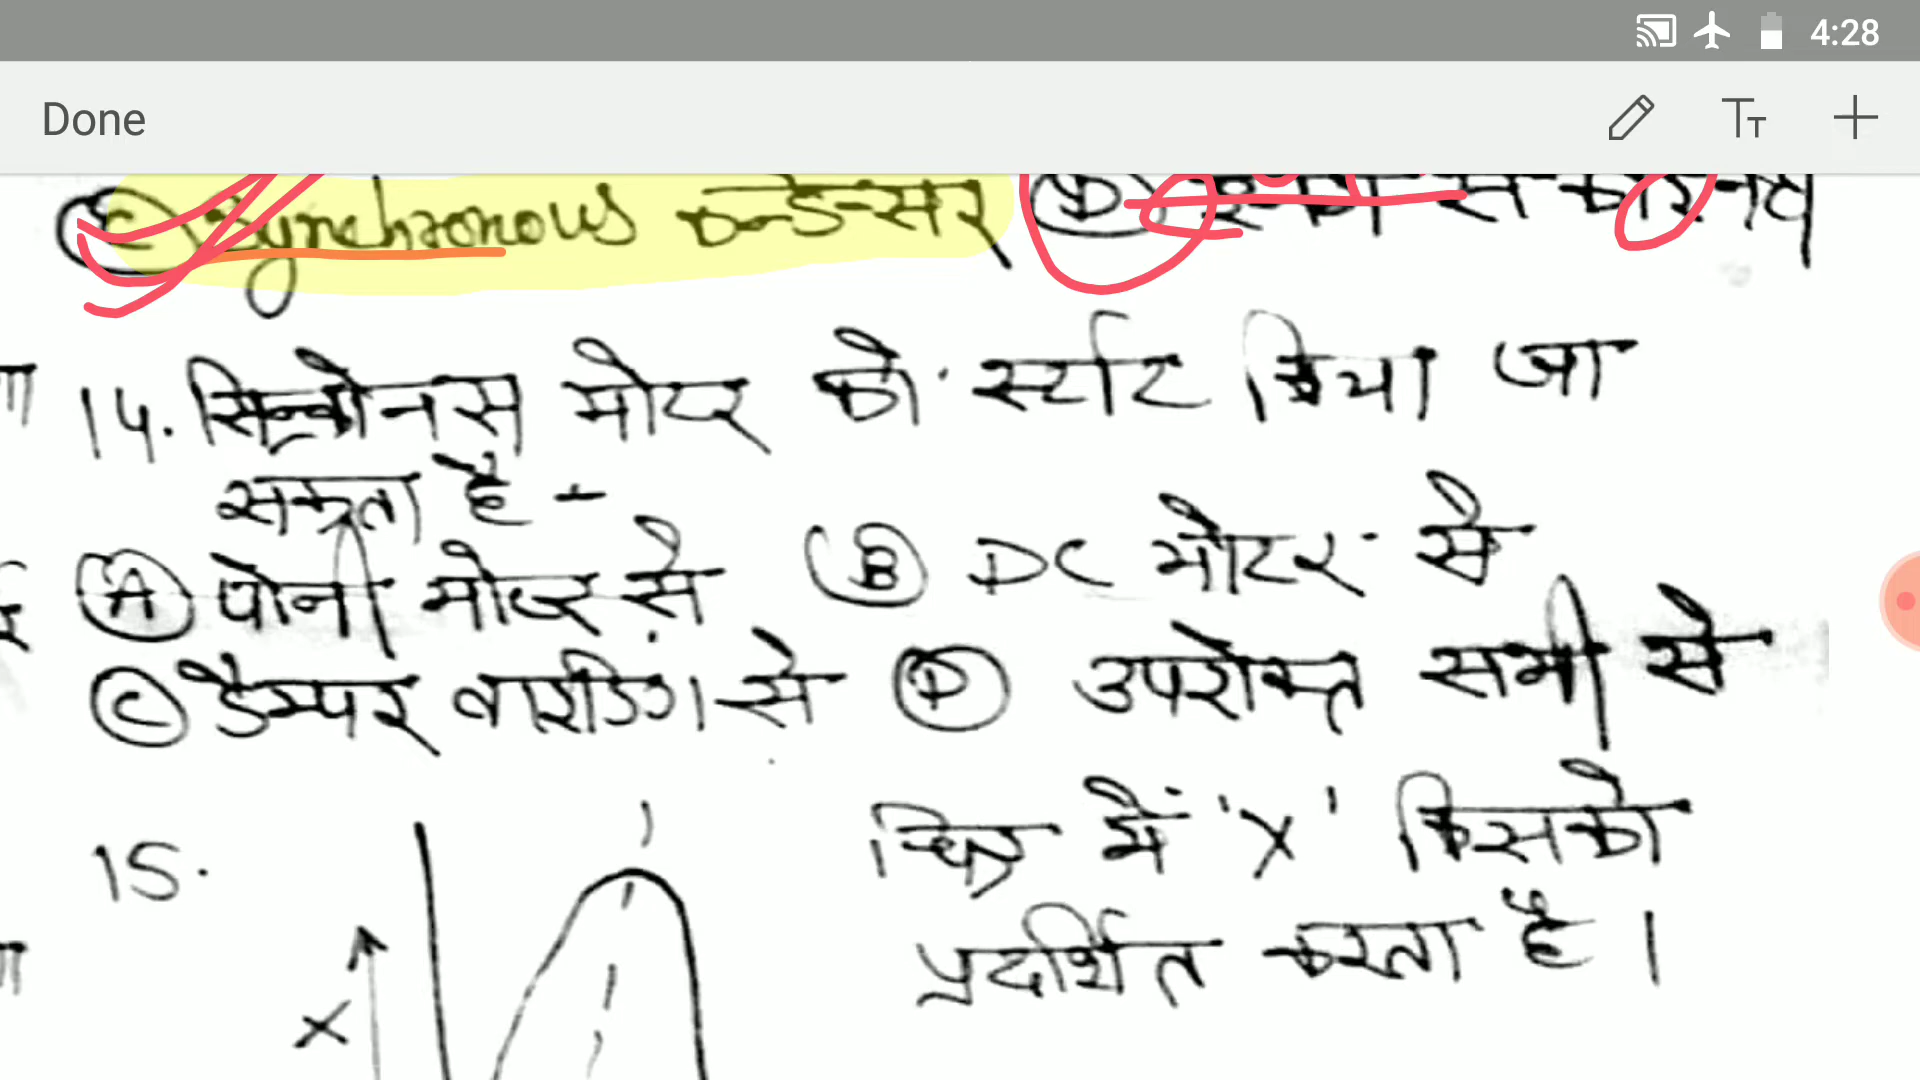 4:28
Done
C Synchronous कन्डेन्सर D से
14. सिन्क्रोनस मोटर को स्टार्ट किया जा
सकता है -
A पोनी मोटर से B DC मोटर से
C डैम्पर वाइंडिंग से D उपरोक्त सभी से
15. चित्र में 'X' किसको
प्रदर्शित करता है।
X